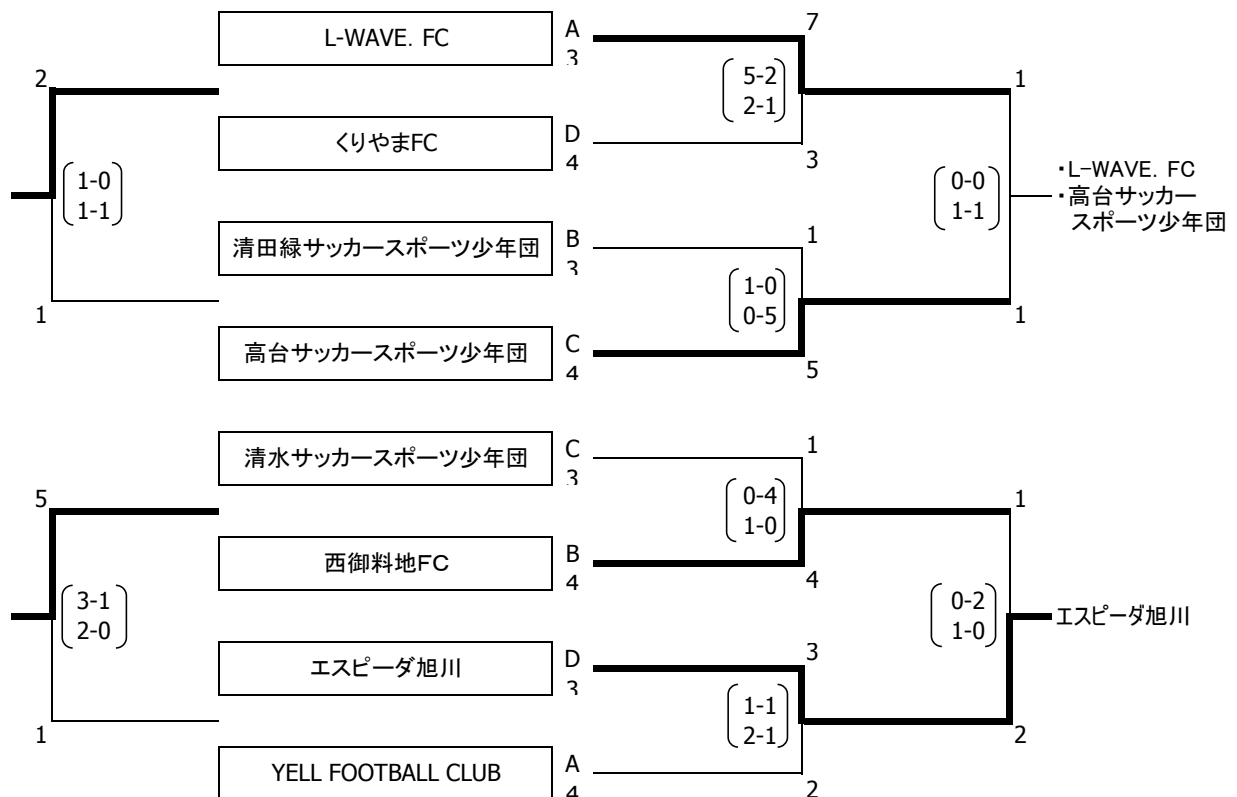 L-WAVE. FC
A
3
7
2
5-2
2-1
1
くりやまFC
D
4
3
1-0
1-1
0-0
1-1
・L-WAVE. FC
・高台サッカー
スポーツ少年団
清田緑サッカースポーツ少年団
B
3
1
1
1-0
0-5
1
高台サッカースポーツ少年団
C
4
5
清水サッカースポーツ少年団
C
3
1
5
0-4
1-0
1
西御料地FC
B
4
4
3-1
2-0
0-2
1-0
エスピーダ旭川
エスピーダ旭川
D
3
3
1
1-1
2-1
2
YELL FOOTBALL CLUB
A
4
2